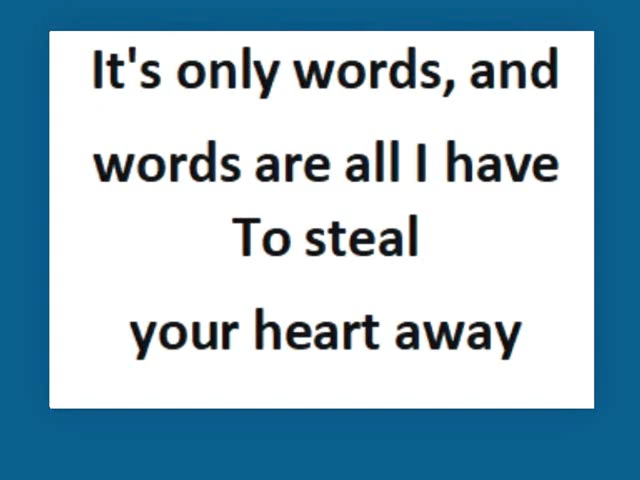 It's only words, and
words are all I have
To steal
your heart away